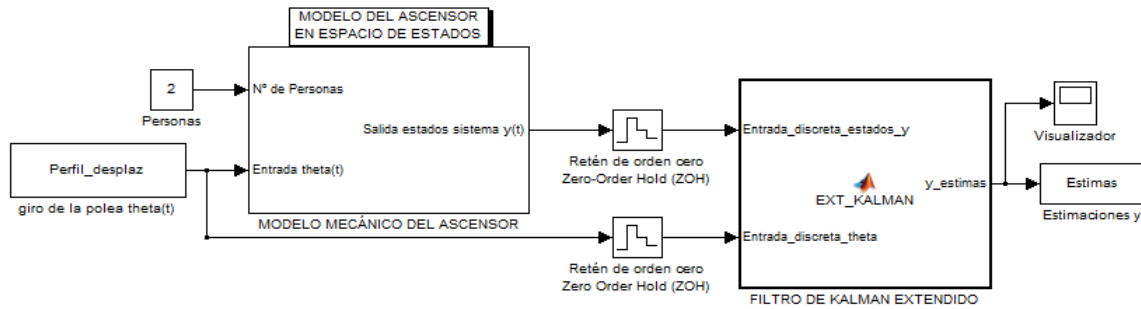 MODELO DEL ASCENSOR
EN ESPACIO DE ESTADOS
2
Personas
Nº de Personas
Salida estados sistema y(t)
Perfil_desplaz
giro de la polea theta(t)
Entrada theta(t)
MODELO MECÁNICO DEL ASCENSOR
Retén de orden cero
Zero-Order Hold (ZOH)
Retén de orden cero
Zero Order Hold (ZOH)
Entrada_discreta_estados_y
y_estimas
EXT_KALMAN
Entrada_discreta_theta
FILTRO DE KALMAN EXTENDIDO
Visualizador
Estimas
Estimaciones y